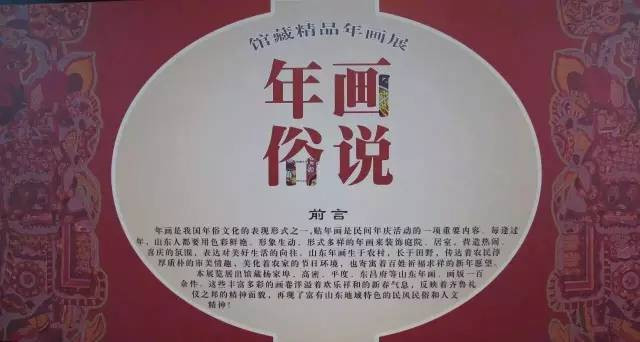 馆藏精品年画展
年画
俗说
前言
年画是我国年俗文化的表现形式之一,贴年画是民间年庆活动的一项重要内容。每逢过
年,山东人都要用色彩鲜艳、形象生动、形式多样的年画来装饰庭院、居室,营造热闹、
喜庆的氛围,表达对美好生活的向往。山东年画生于农村,长于田野,传达着农民淳
厚质朴的审美情趣,美化着农家的节日环境,也寄寓着百姓祈福求祥的新年愿望。
本展览展出馆藏杨家埠、高密、平度、东昌府等山东年画、画版一百
余件。这些丰富多彩的画卷洋溢着欢乐祥和的新春气息,反映着齐鲁礼
仪之邦的精神面貌,再现了富有山东地域特色的民风民俗和人文
精神!